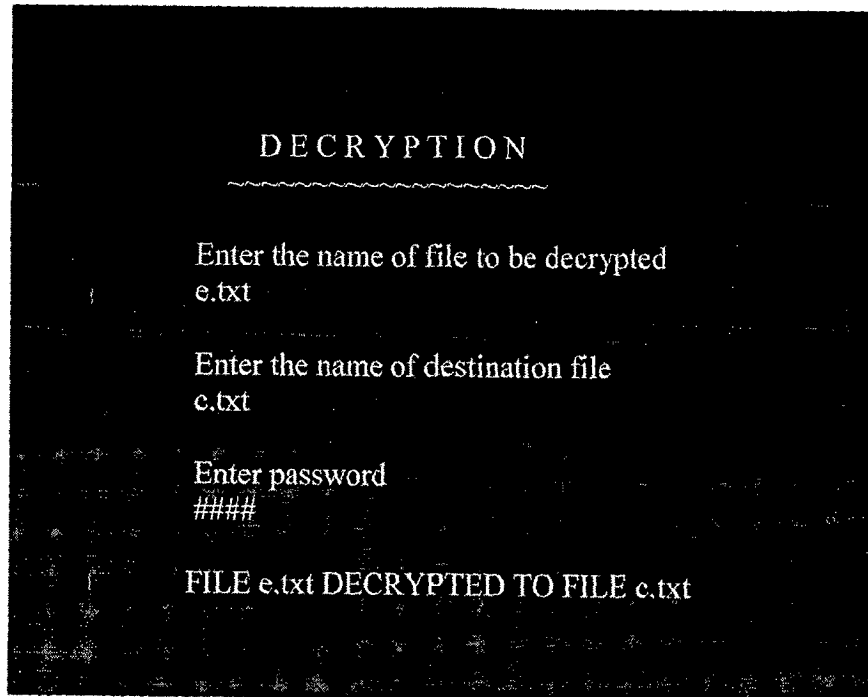 DECRYPTION
~~~~~~~~~~~~~~~~~~~~
Enter the name of file to be decrypted
e.txt
Enter the name of destination file
c.txt
Enter password
####
FILE e.txt DECRYPTED TO FILE c.txt